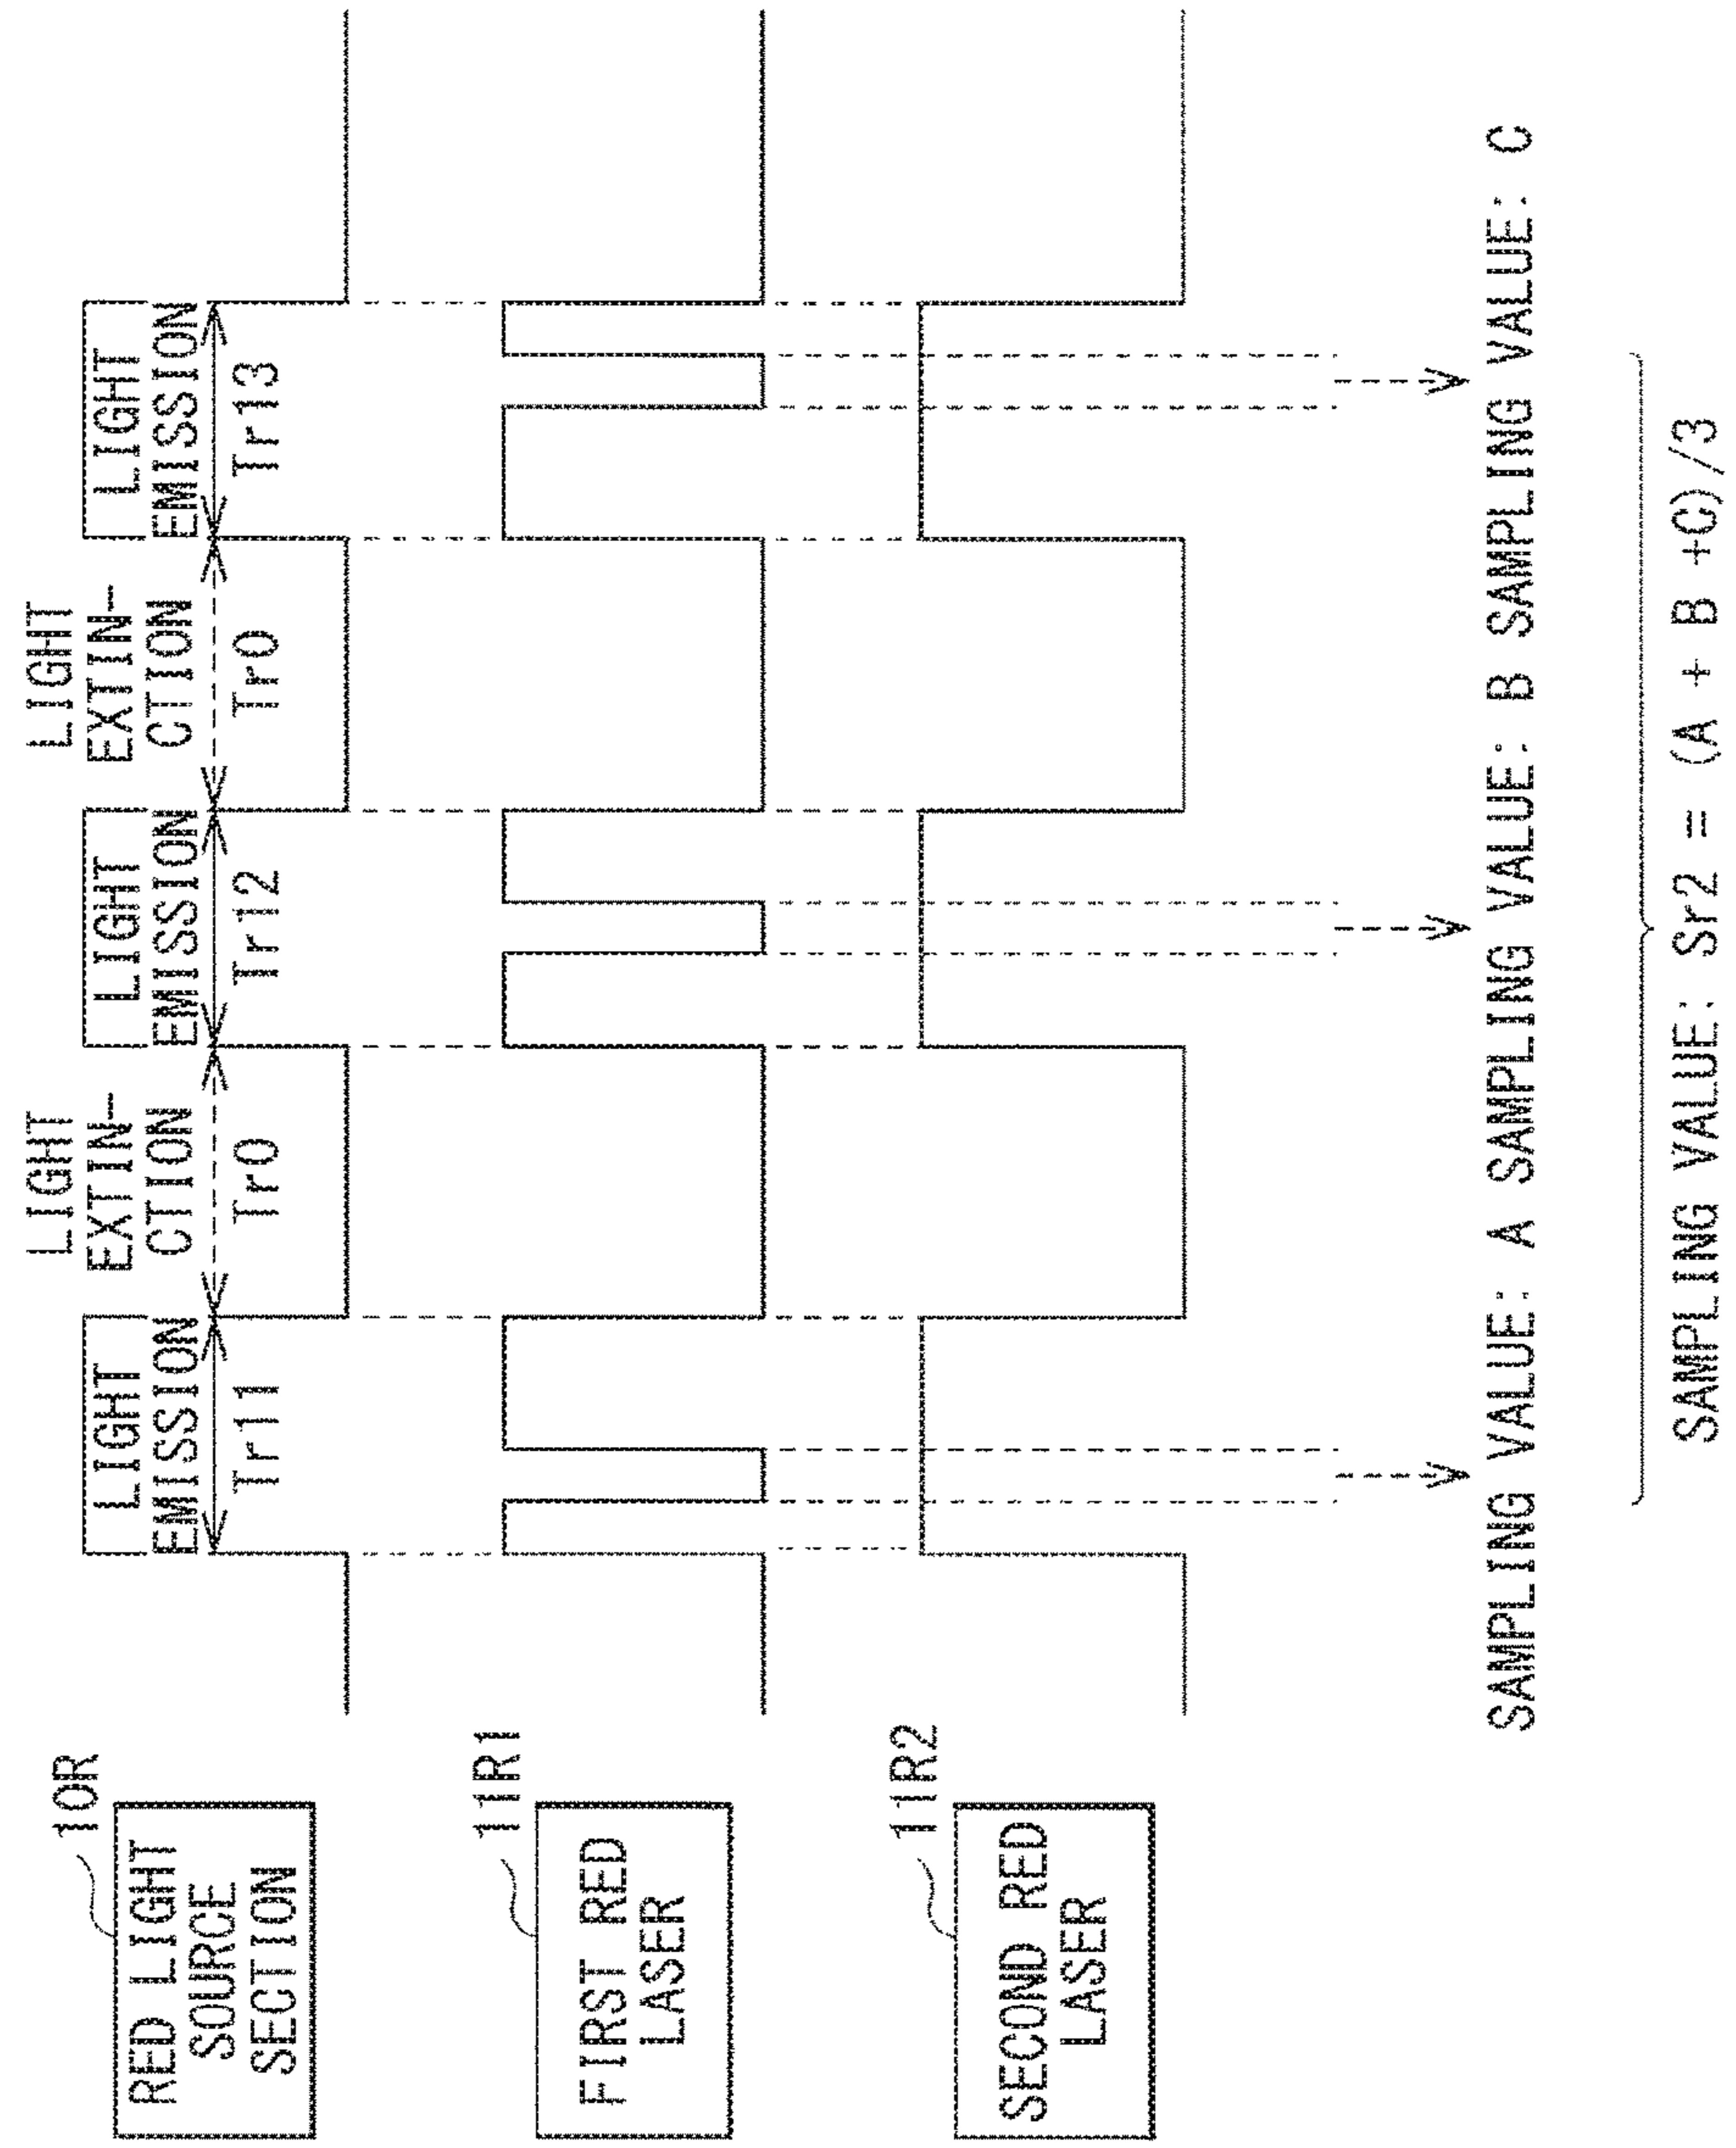 10R
RED LIGHT
SOURCE
SECTION
LIGHT
EMISSION
Tr11
LIGHT
EXTIN-
CTION
Tr0
LIGHT
EMISSION
Tr12
LIGHT
EXTIN-
CTION
Tr0
LIGHT
EMISSION
Tr13
11R1
FIRST RED
LASER
11R2
SECOND RED
LASER
SAMPLING VALUE: A SAMPLING VALUE: B SAMPLING VALUE: C
SAMPLING VALUE: Sr2 = (A + B +C)/3